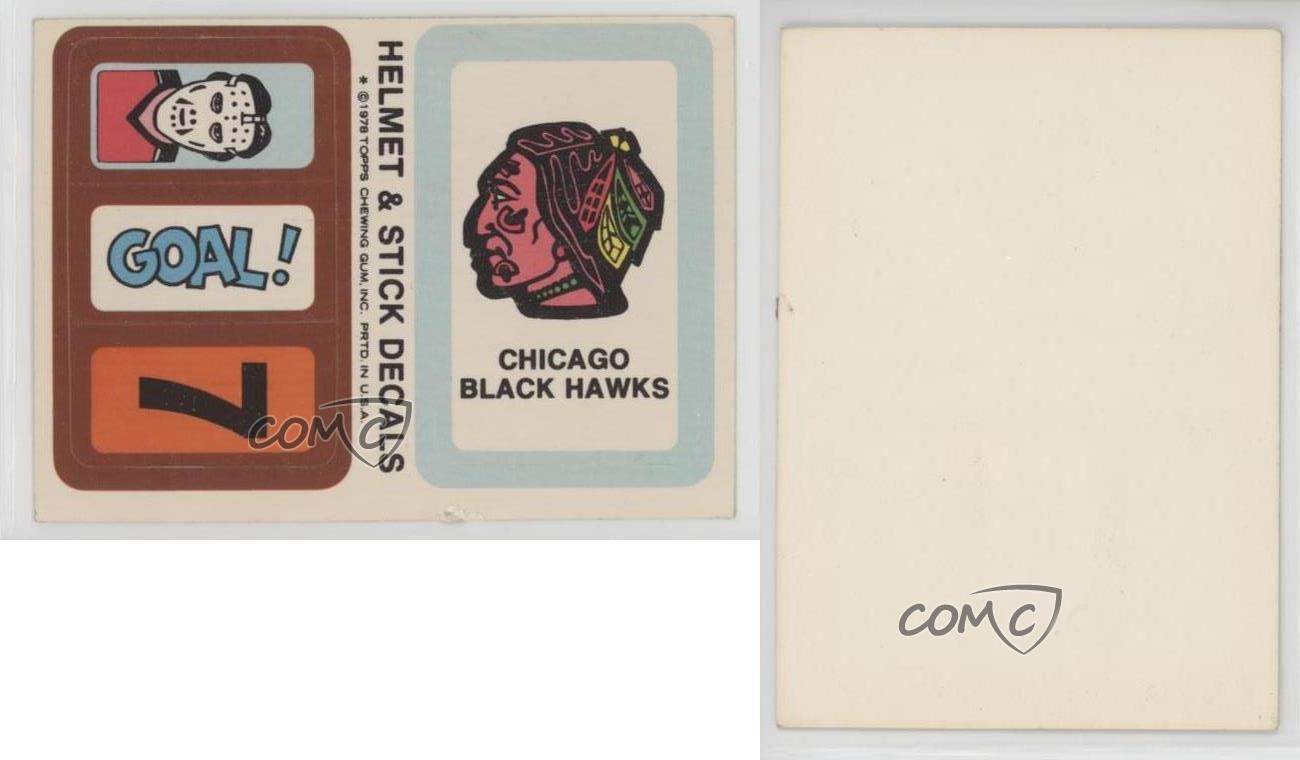 HELMET & STICK DECALS
* ©1978 TOPPS CHEWING GUM, INC. PRTD. IN U.S.A.
GOAL!
7
CHICAGO
BLACK HAWKS
COMC
COMC